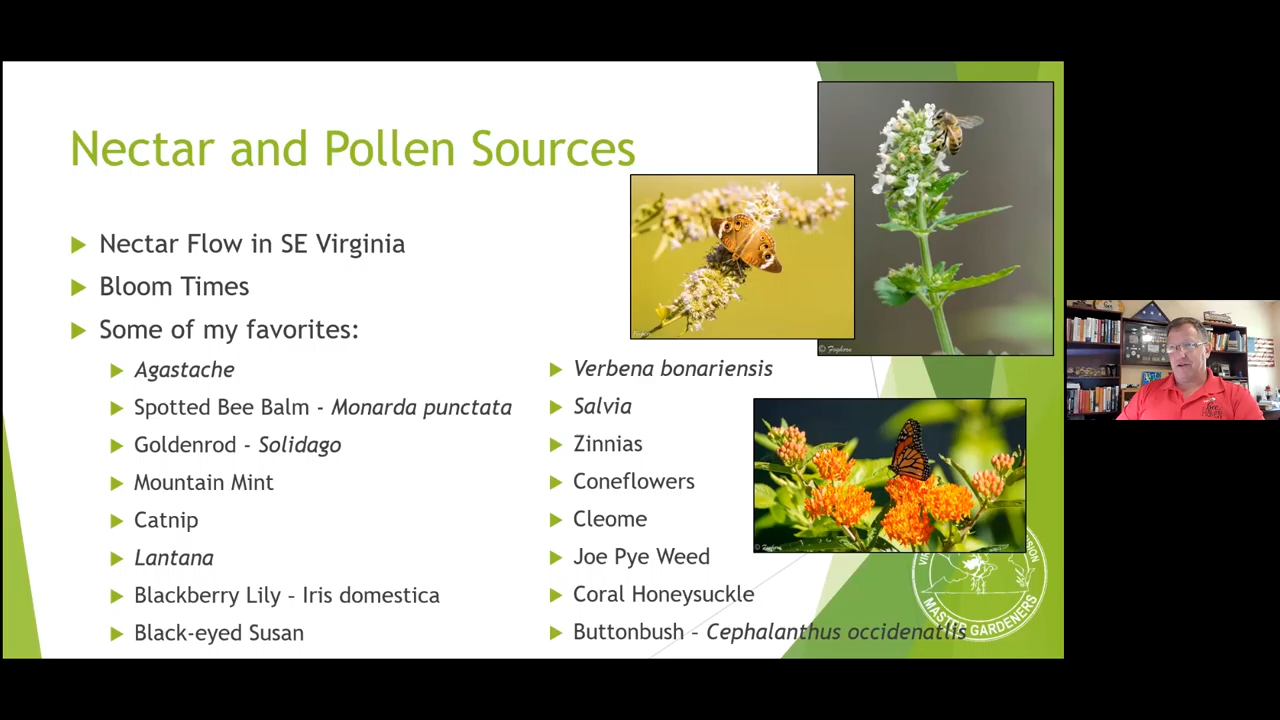 Nectar and Pollen Sources
Nectar Flow in SE Virginia
Bloom Times
Some of my favorites:
Agastache
Spotted Bee Balm - Monarda punctata
Goldenrod - Solidago
Mountain Mint
Catnip
Lantana
Blackberry Lily – Iris domestica
Black-eyed Susan
Verbena bonariensis
Salvia
Zinnias
Coneflowers
Cleome
Joe Pye Weed
Coral Honeysuckle
Buttonbush – Cephalanthus occidenatlis
MASTER GARDENERS